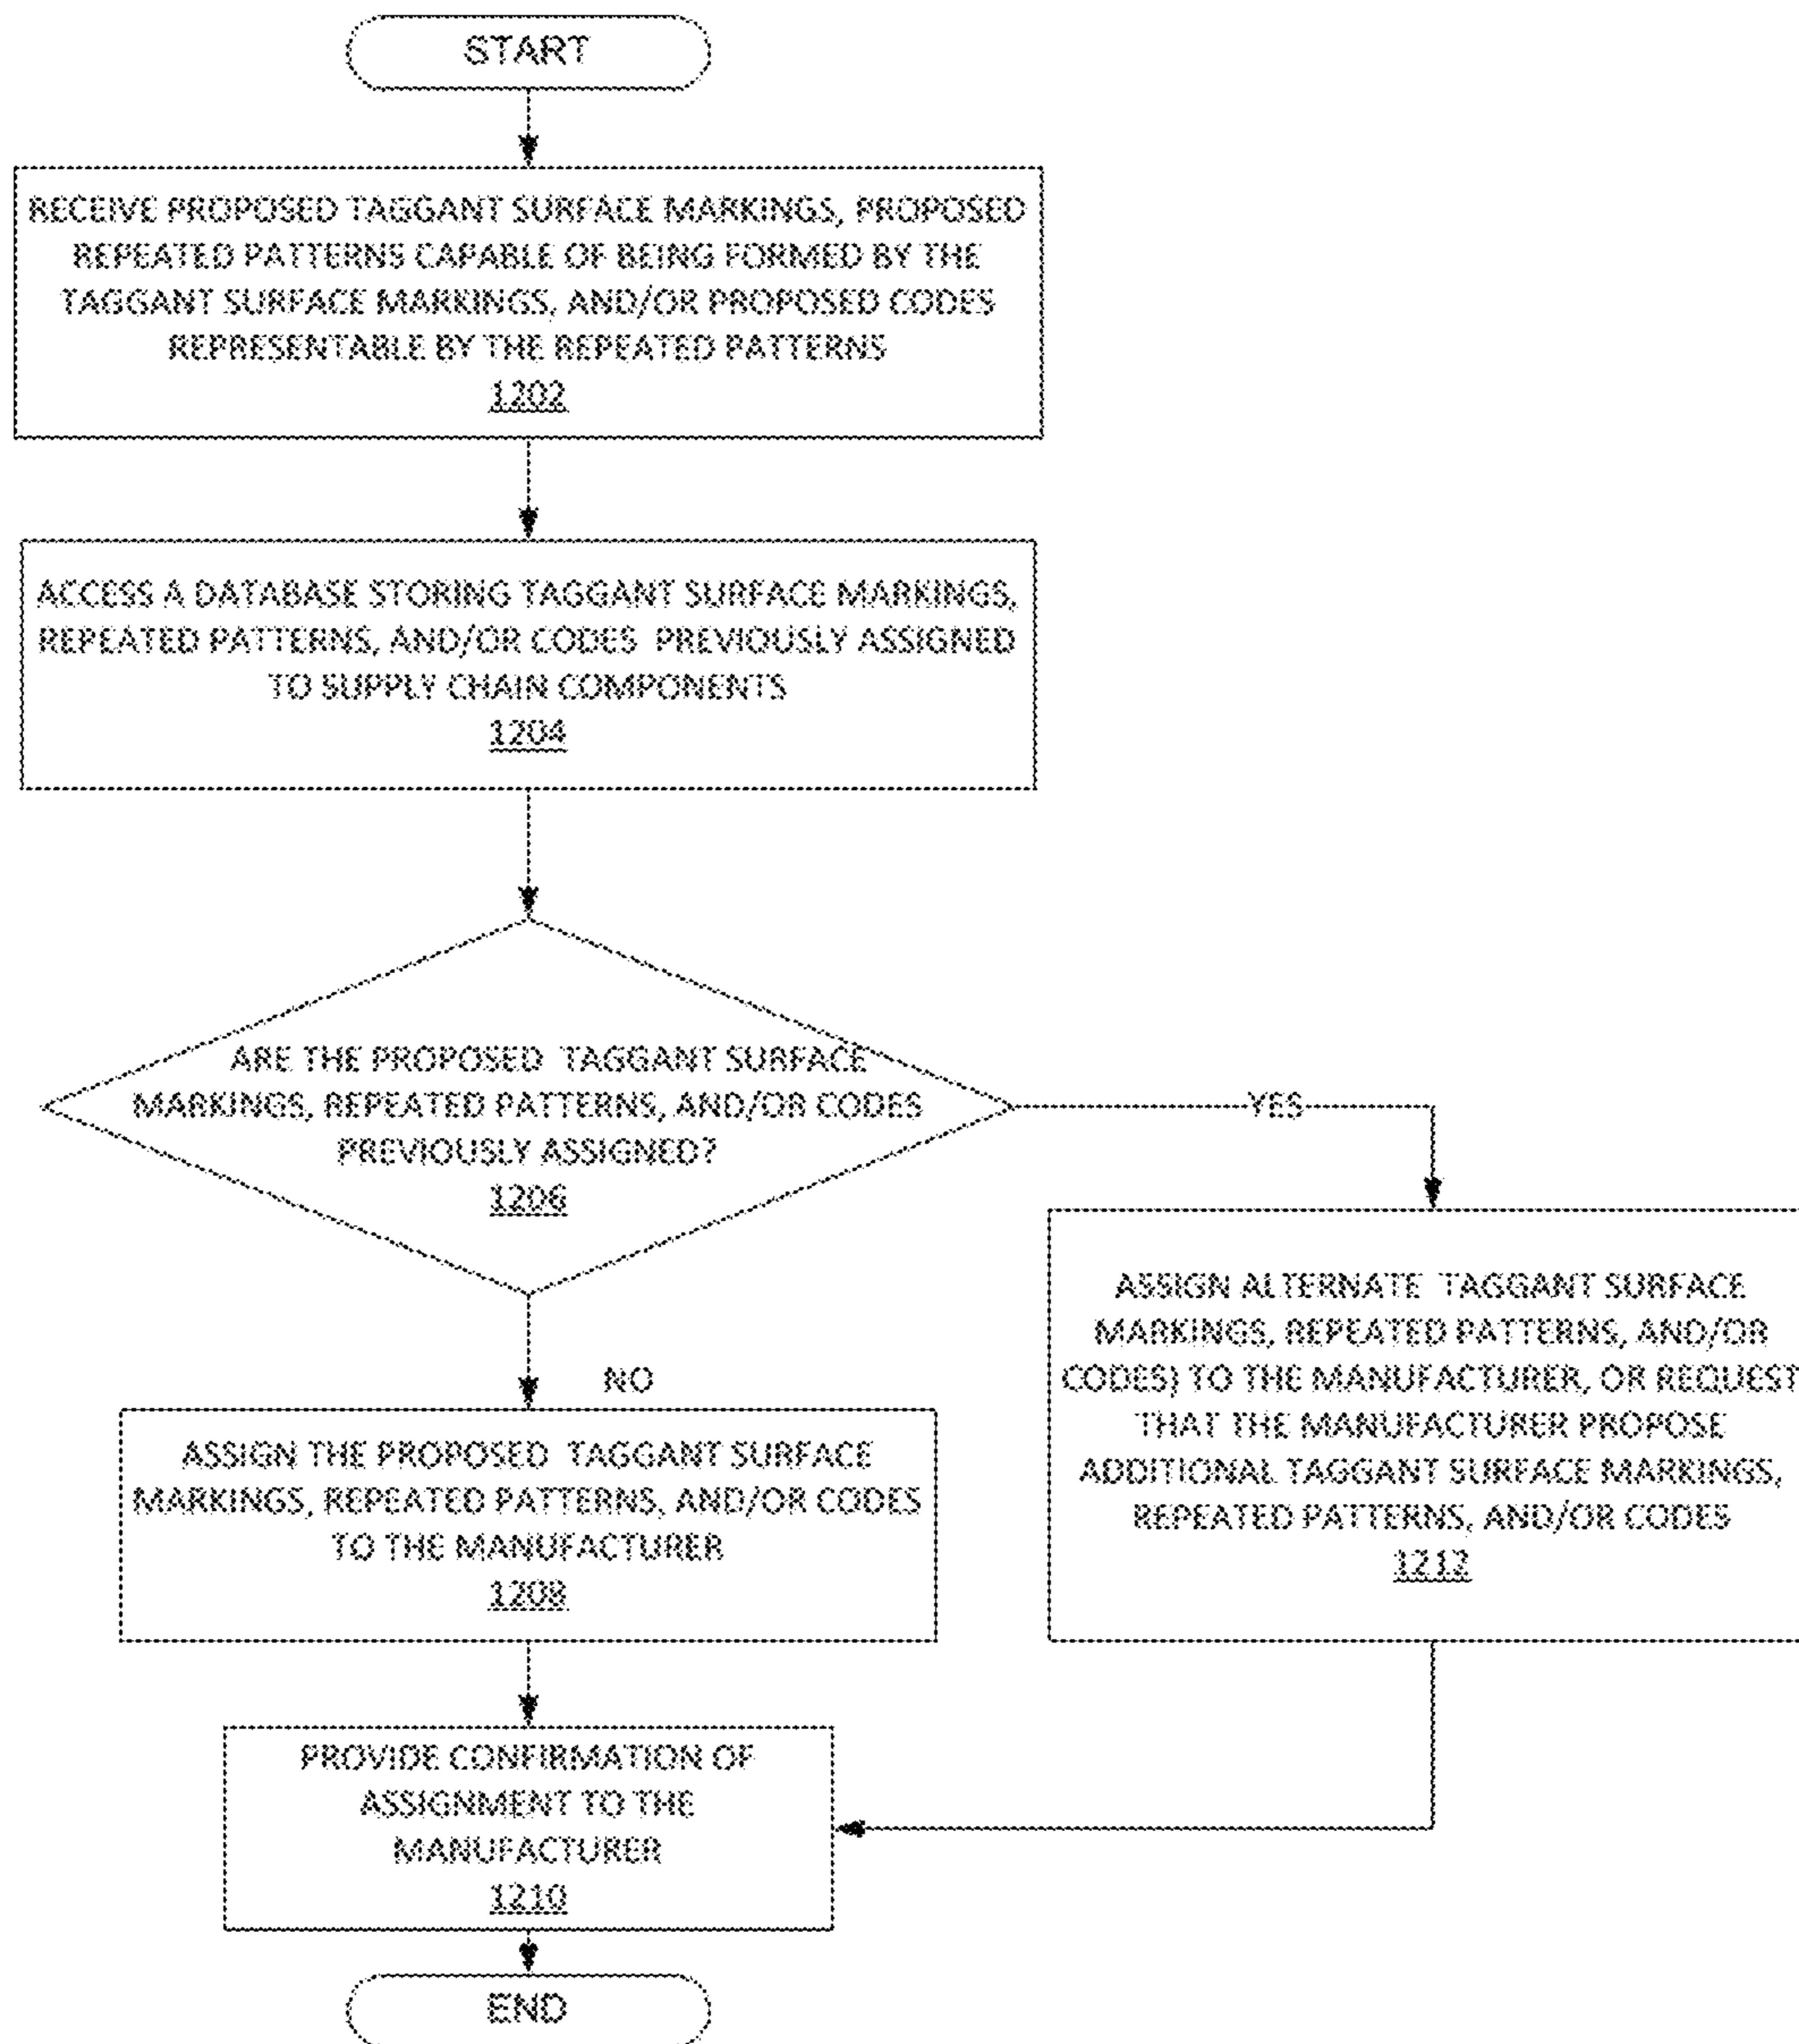 START
RECEIVE PROPOSED TAGGANT SURFACE MARKINGS, PROPOSED
REPEATED PATTERNS CAPABLE OF BEING FORMED BY THE
TAGGANT SURFACE MARKINGS, AND/OR PROPOSED CODES
REPRESENTABLE BY THE REPEATED PATTERNS
1202
ACCESS A DATABASE STORING TAGGANT SURFACE MARKINGS,
REPEATED PATTERNS, AND/OR CODES PREVIOUSLY ASSIGNED
TO SUPPLY CHAIN COMPONENTS
1204
ARE THE PROPOSED TAGGANT SURFACE
MARKINGS, REPEATED PATTERNS, AND/OR CODES
PREVIOUSLY ASSIGNED?
1206
YES
NO
ASSIGN THE PROPOSED TAGGANT SURFACE
MARKINGS, REPEATED PATTERNS, AND/OR CODES
TO THE MANUFACTURER
1208
ASSIGN ALTERNATE TAGGANT SURFACE
MARKINGS, REPEATED PATTERNS, AND/OR
CODES) TO THE MANUFACTURER, OR REQUEST
THAT THE MANUFACTURER PROPOSE
ADDITIONAL TAGGANT SURFACE MARKINGS,
REPEATED PATTERNS, AND/OR CODES
1212
PROVIDE CONFIRMATION OF
ASSIGNMENT TO THE
MANUFACTURER
1210
END